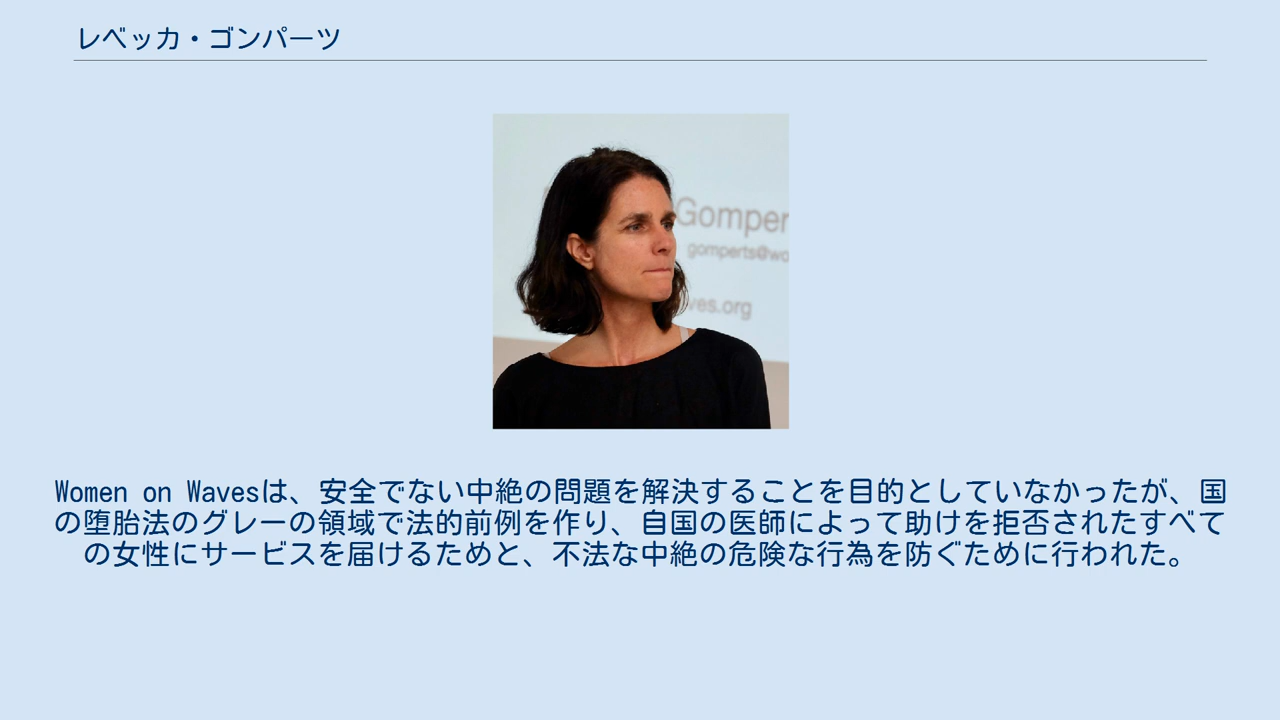 レベッカ・ゴンパーツ
Gomper
gomperts@wo
ves.org
Women on Wavesは、安全でない中絶の問題を解決することを目的としていなかったが、国
の堕胎法のグレーの領域で法的前例を作り、自国の医師によって助けを拒否されたすべて
の女性にサービスを届けるためと、不法な中絶の危険な行為を防ぐために行われた。